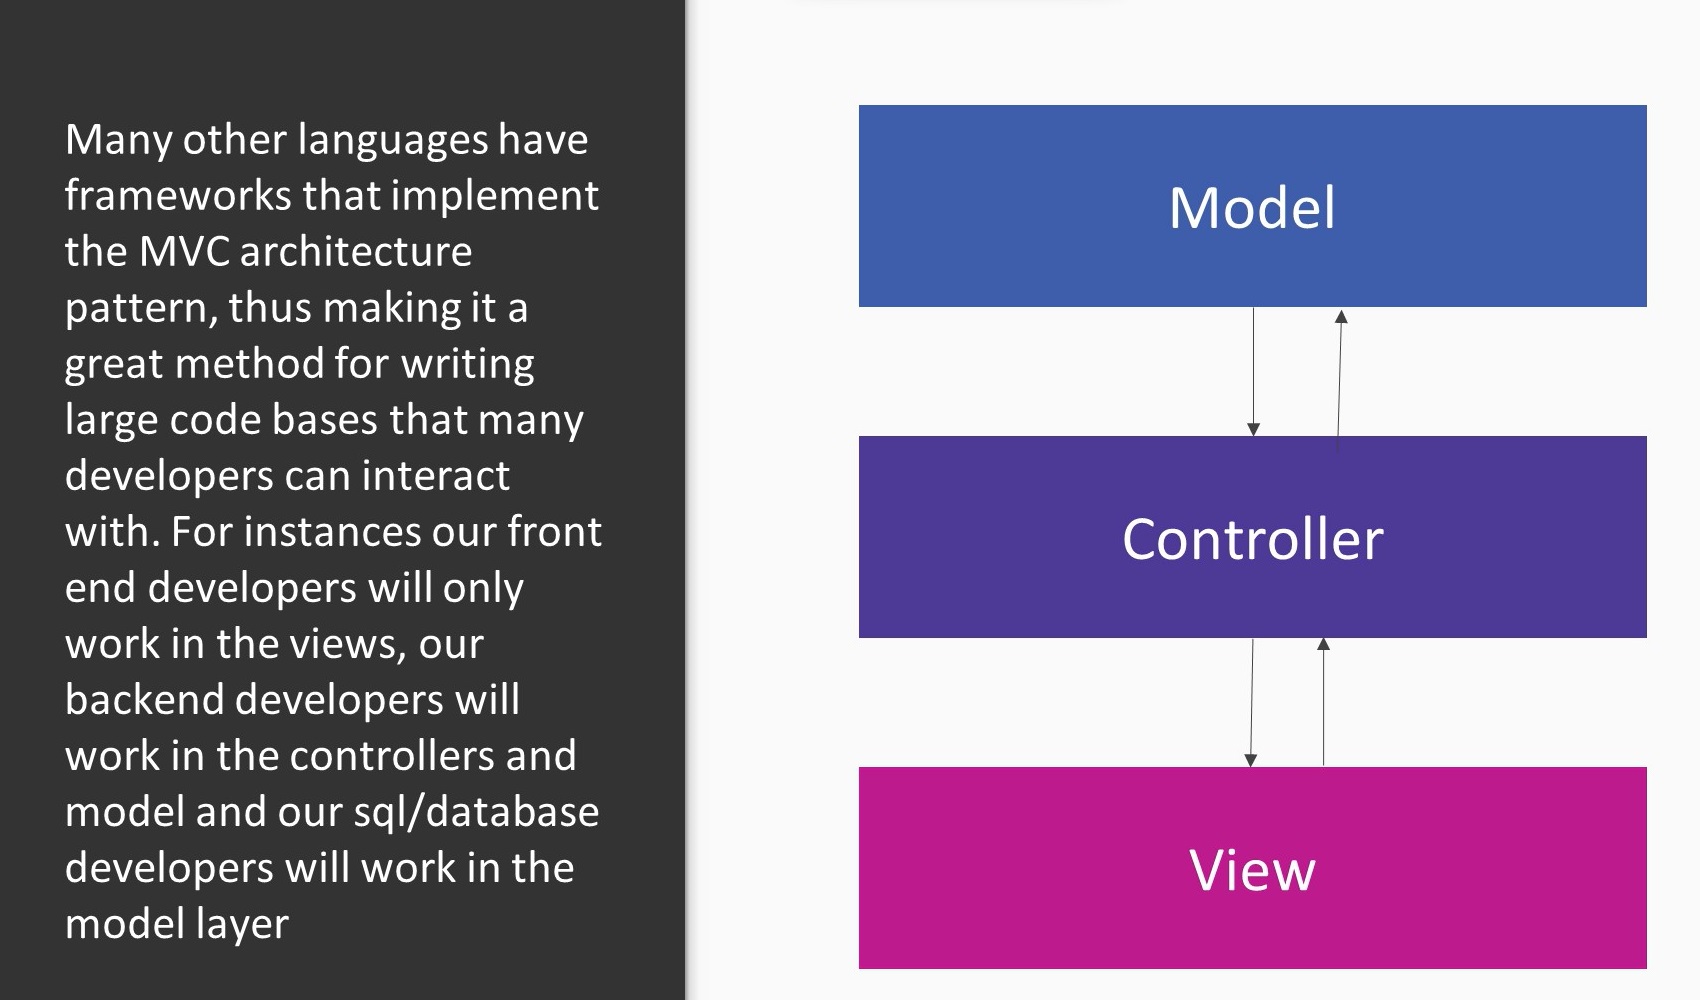 Many other languages have
frameworks that implement
the MVC architecture
pattern, thus making it a
great method for writing
large code bases that many
developers can interact
with. For instances our front
end developers will only
work in the views, our
backend developers will
work in the controllers and
model and our sql/database
developers will work in the
model layer
Model
Controller
View